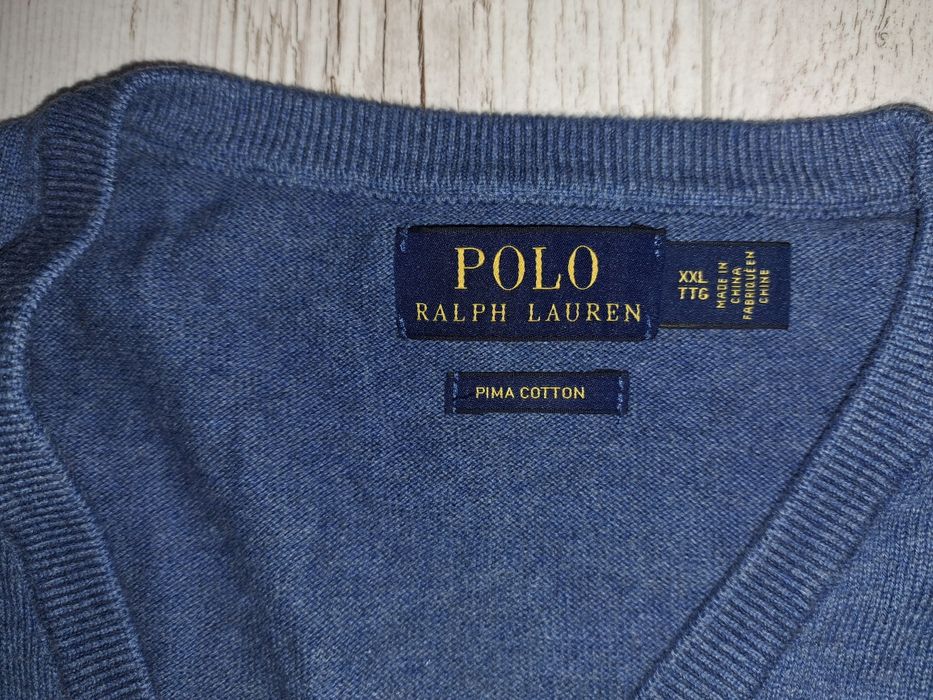 POLO
RALPH LAUREN
XXL
TTG
MADE IN
CHINA
FABRIQUÉ EN
CHINE
PIMA COTTON